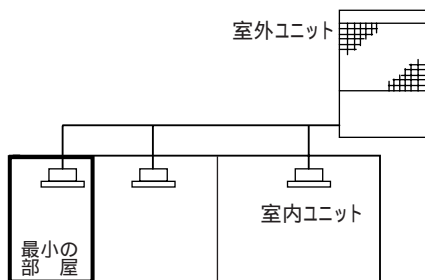 室外ユニット
室内ユニット
最小の
部　屋